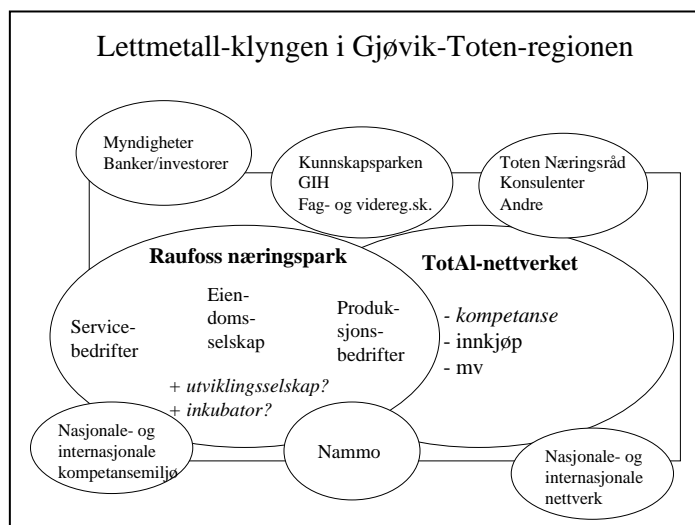 Lettmetall-klyngen i Gjøvik-Toten-regionen
Myndigheter
Banker/investorer
Kunnskapsparken
GIH
Fag- og videreg.sk.
Toten Næringsråd
Konsulenter
Andre
Raufoss næringspark
TotAl-nettverket
Service-
bedrifter
Eien-
doms-
selskap
Produk-
sjons-
bedrifter
- kompetanse
- innkjøp
- mv
+ utviklingsselskap?
+ inkubator?
Nasjonale- og
internasjonale
kompetansemiljø
Nammo
Nasjonale- og
internasjonale
nettverk